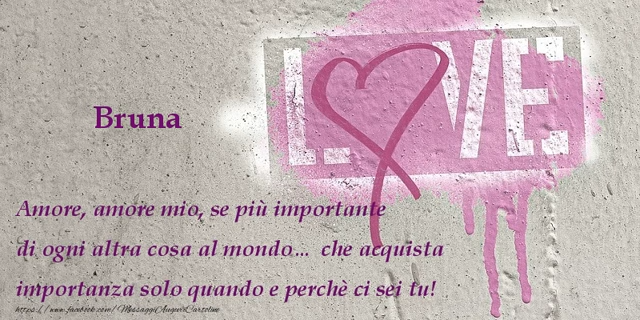 LOVE
Bruna
Amore, amore mio, se più importante
di ogni altra cosa al mondo... che acquista
importanza solo quando e perchè ci sei tu!
https://www.facebook.com/MessaggiAuguriCartoline